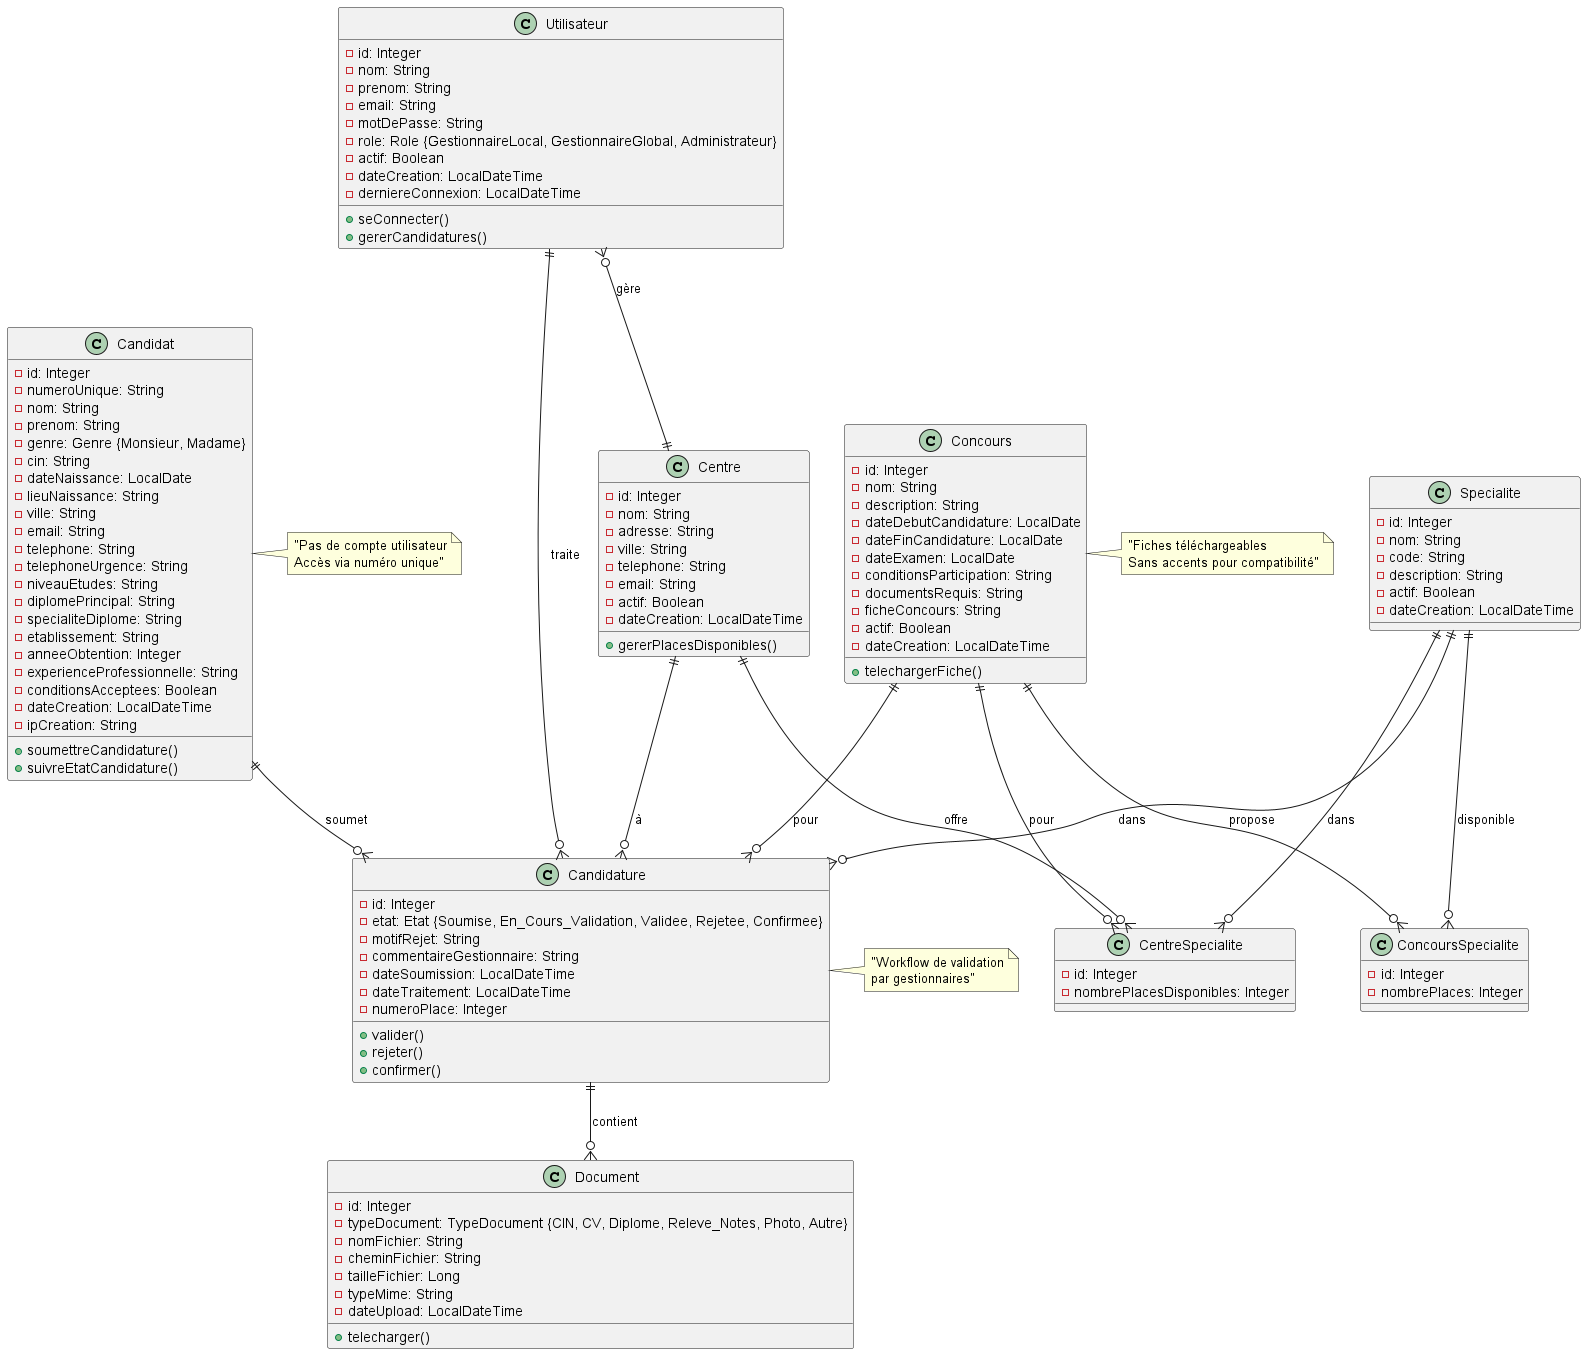 Utilisateur
id: Integer
nom: String
prenom: String
email: String
motDePasse: String
role: Role {GestionnaireLocal, GestionnaireGlobal, Administrateur}
actif: Boolean
dateCreation: LocalDateTime
derniereConnexion: LocalDateTime
seConnecter()
gererCandidatures()
gère
Candidat
id: Integer
numeroUnique: String
nom: String
prenom: String
genre: Genre {Monsieur, Madame}
cin: String
dateNaissance: LocalDate
lieuNaissance: String
ville: String
email: String
telephone: String
telephoneUrgence: String
niveauEtudes: String
diplomePrincipal: String
specialiteDiplome: String
etablissement: String
anneeObtention: Integer
experienceProfessionnelle: String
conditionsAcceptees: Boolean
dateCreation: LocalDateTime
ipCreation: String
soumettreCandidature()
suivreEtatCandidature()
"Pas de compte utilisateur
Accès via numéro unique"
traite
Centre
id: Integer
nom: String
adresse: String
ville: String
telephone: String
email: String
actif: Boolean
dateCreation: LocalDateTime
gererPlacesDisponibles()
Concours
id: Integer
nom: String
description: String
dateDebutCandidature: LocalDate
dateFinCandidature: LocalDate
dateExamen: LocalDate
conditionsParticipation: String
documentsRequis: String
ficheConcours: String
actif: Boolean
dateCreation: LocalDateTime
telechargerFiche()
"Fiches téléchargeables
Sans accents pour compatibilité"
Specialite
id: Integer
nom: String
code: String
description: String
actif: Boolean
dateCreation: LocalDateTime
soumet
à
pour
offre
pour
dans
propose
dans
disponible
Candidature
id: Integer
etat: Etat {Soumise, En_Cours_Validation, Validee, Rejetee, Confirmee}
motifRejet: String
commentaireGestionnaire: String
dateSoumission: LocalDateTime
dateTraitement: LocalDateTime
numeroPlace: Integer
valider()
rejeter()
confirmer()
"Workflow de validation
par gestionnaires"
CentreSpecialite
id: Integer
nombrePlacesDisponibles: Integer
ConcoursSpecialite
id: Integer
nombrePlaces: Integer
contient
Document
id: Integer
typeDocument: TypeDocument {CIN, CV, Diplome, Releve_Notes, Photo, Autre}
nomFichier: String
cheminFichier: String
tailleFichier: Long
typeMime: String
dateUpload: LocalDateTime
telecharger()